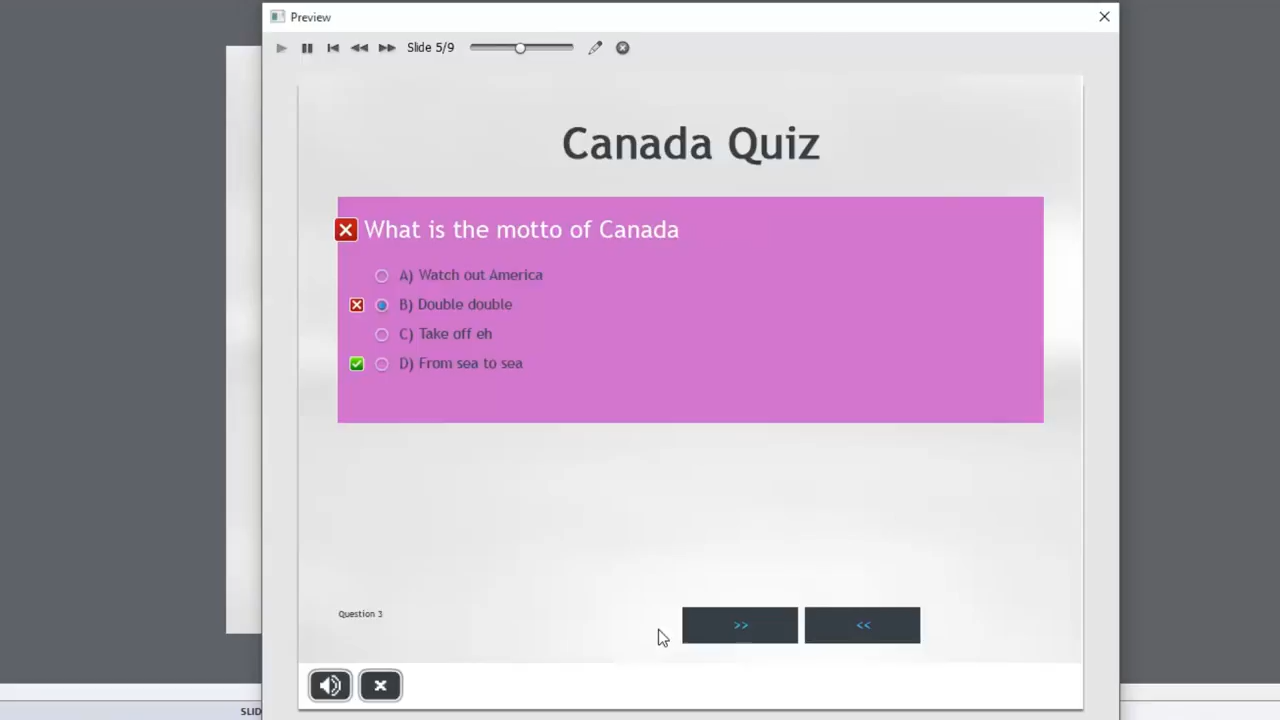 Preview
Slide 5/9
Canada Quiz
What is the motto of Canada
A) Watch out America
B) Double double
C) Take off eh
D) From sea to sea
Question 3
>> <<
SLID